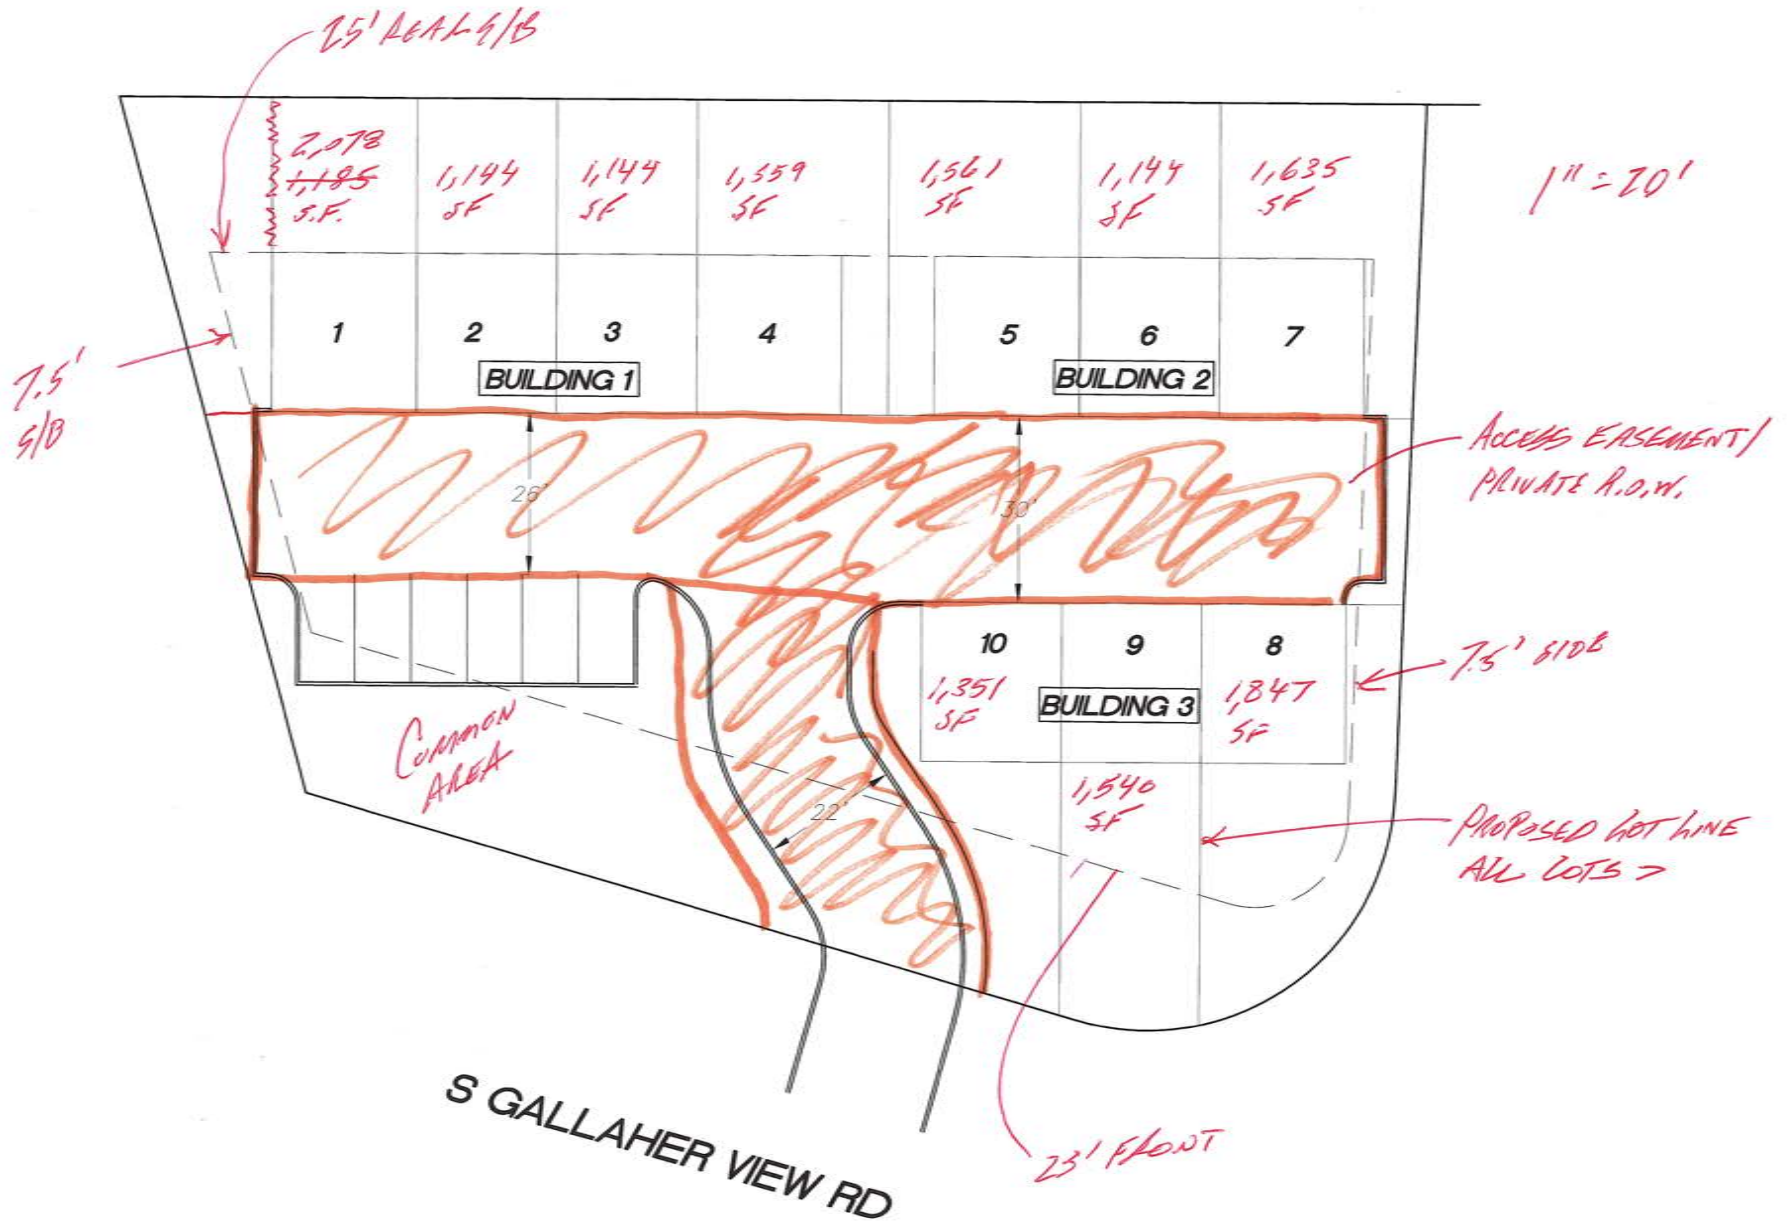 25' REAR S/B
2,078
1,185
S.F.
1,144
SF
1,144
SF
1,559
SF
1,561
SF
1,144
SF
1,635
SF
1" = 20'
1
2
3
4
5
6
7
BUILDING 1
BUILDING 2
7.5'
S/B
ACCESS EASEMENT/
PRIVATE R.O.W.
26'
30'
10
9
8
1,351
SF
BUILDING 3
1,847
SF
7.5' SIDE
COMMON
AREA
1,540
SF
22'
PROPOSED LOT LINE
ALL LOTS >
S GALLAHER VIEW RD
25' FRONT